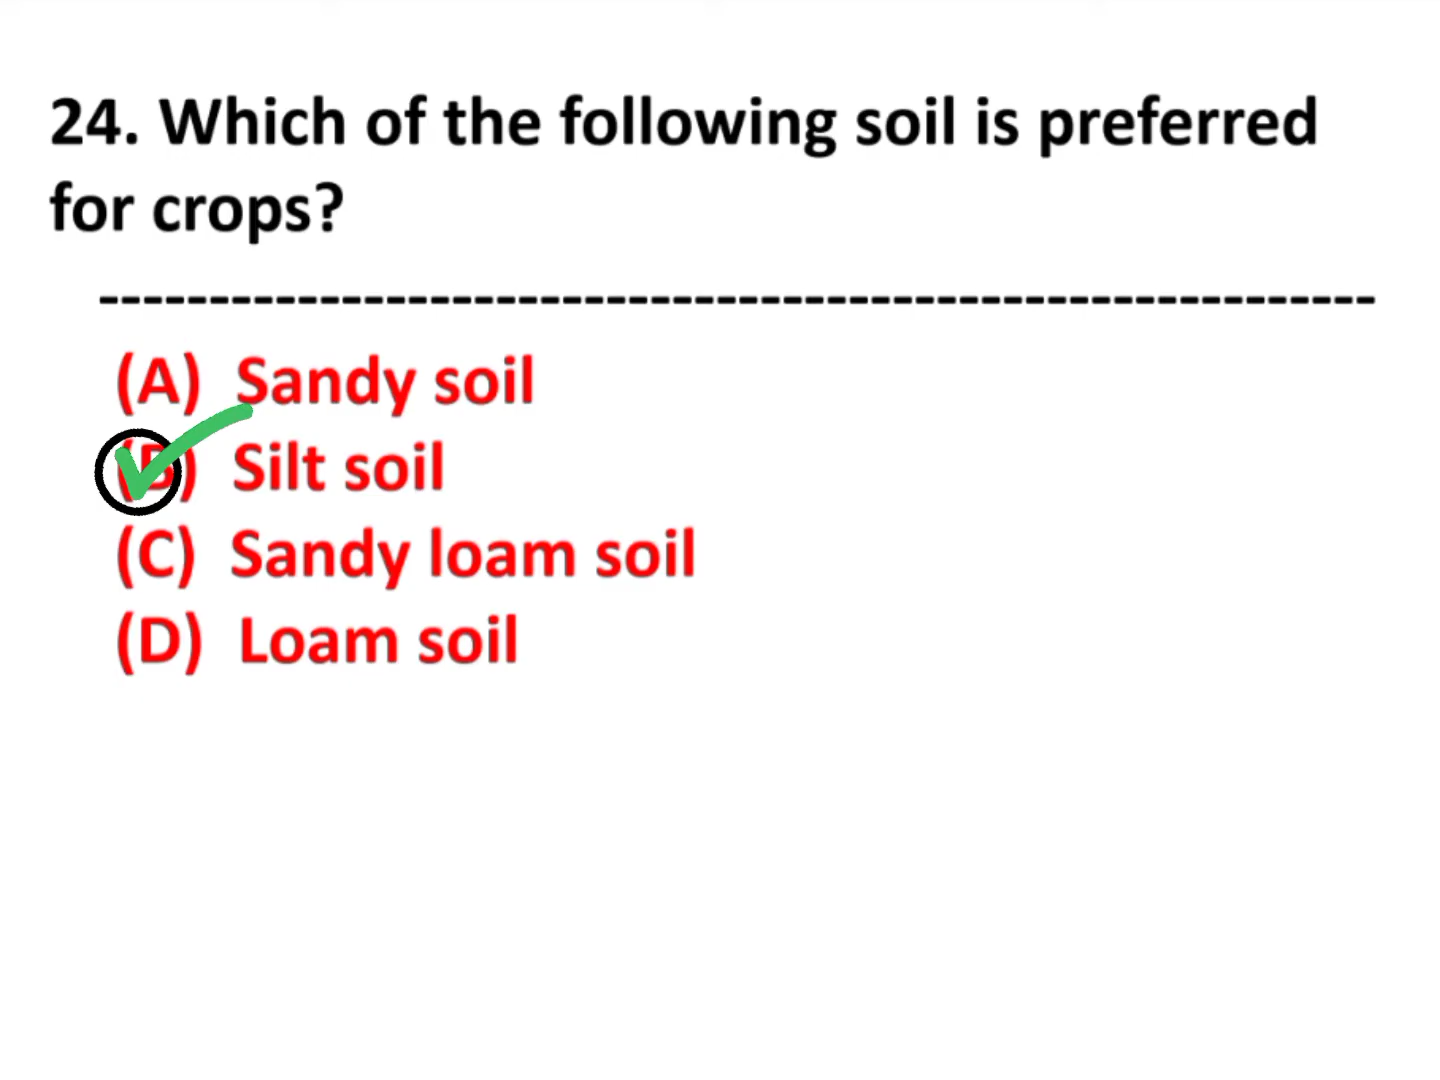 24. Which of the following soil is preferred
for crops?
----------------------------------------------------------
(A) Sandy soil
(B) Silt soil
(C) Sandy loam soil
(D) Loam soil